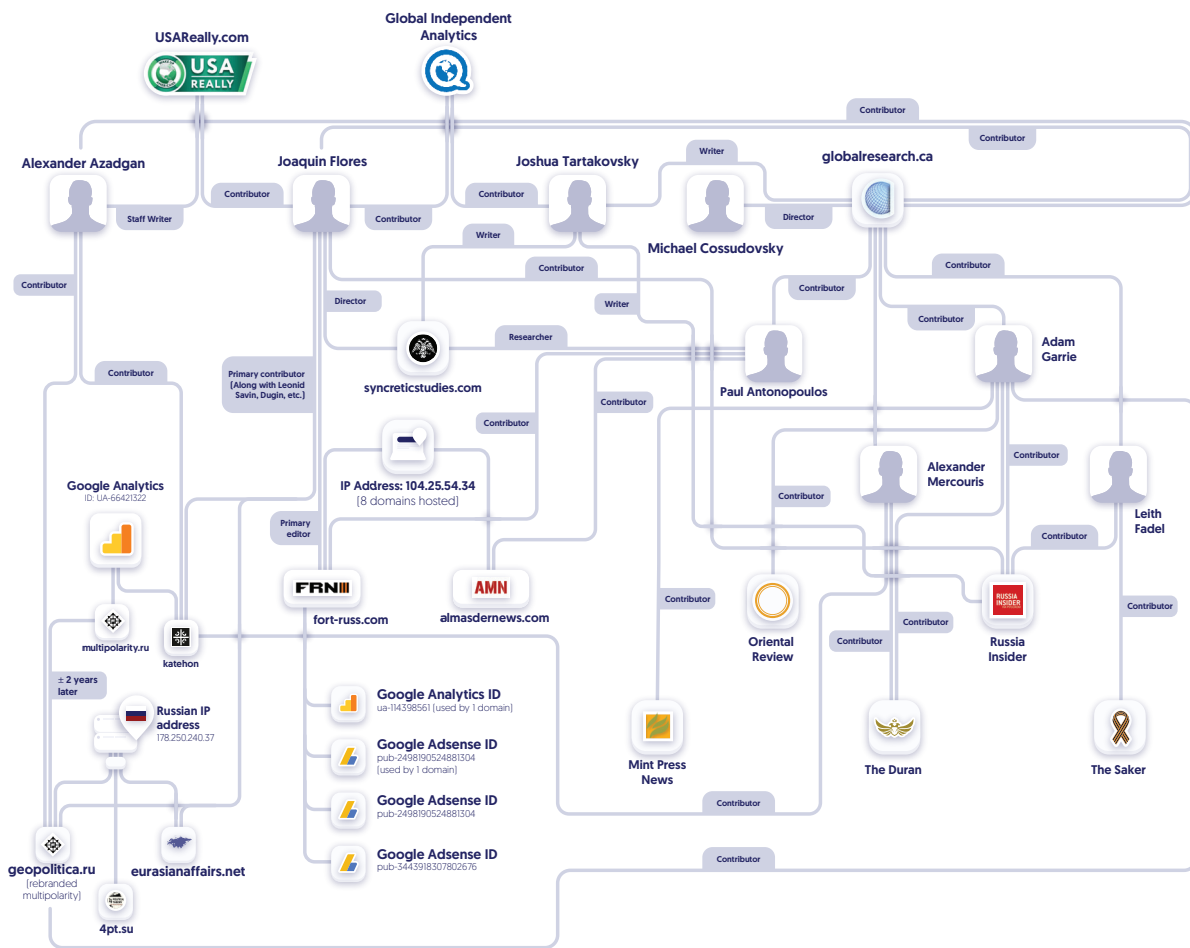 USAReally.com
USA
REALLY
Global Independent
Analytics
Contributor
Contributor
Alexander Azadgan
Joaquin Flores
Joshua Tartakovsky
Writer
globalresearch.ca
Staff Writer
Contributor
Contributor
Contributor
Director
Michael Cossudovsky
Writer
Contributor
Contributor
Contributor
Contributor
Director
Writer
Contributor
Researcher
syncreticstudies.com
Paul Antonopoulos
Adam
Garrie
Contributor
Primary contributor
(Along with Leonid
Savin, Dugin, etc.)
Contributor
Contributor
IP Address: 104.25.54.34
[8 domains hosted]
Google Analytics
ID: UA-66421322
Primary
editor
Contributor
Alexander
Mercouris
Contributor
Leith
Fadel
Contributor
FRN
fort-russ.com
AMN
almasdernews.com
Contributor
Oriental
Review
Contributor
Contributor
RUSSIA
INSIDER
Russia
Insider
Contributor
multipolarity.ru
katehon
± 2 years
later
Russian IP
address
178.250.240.37
Google Analytics ID
ua-114398561 (used by 1 domain)
Google Adsense ID
pub-2498190524881304
(used by 1 domain)
Google Adsense ID
pub-2498190524881304
Google Adsense ID
pub-3443918307802676
Mint Press
News
The Duran
The Saker
Contributor
Contributor
geopolitica.ru
(rebranded
multipolarity)
eurasianaffairs.net
4pt.su